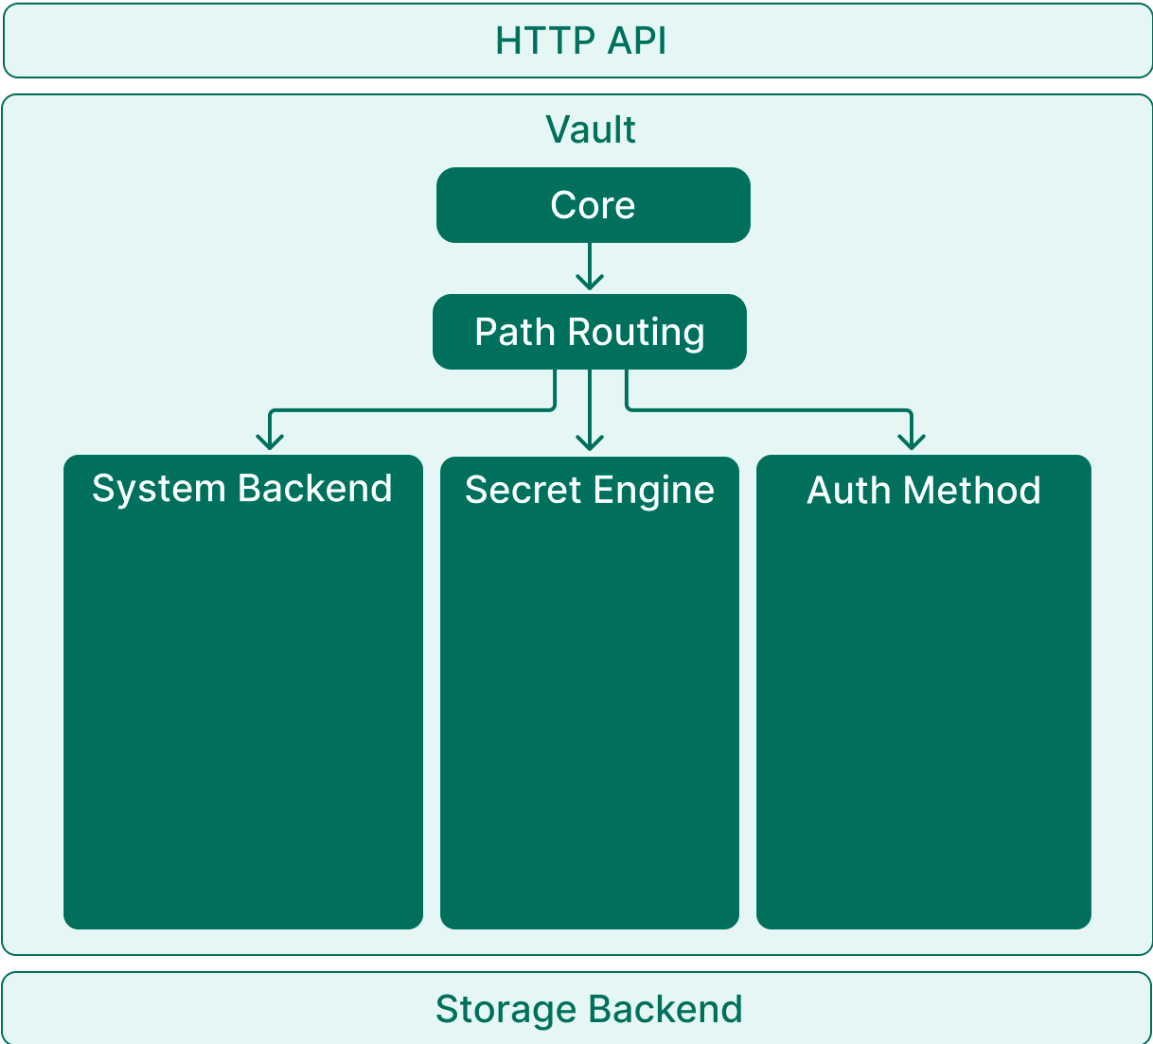 HTTP API
Vault
Core
Path Routing
System Backend
Secret Engine
Auth Method
Storage Backend